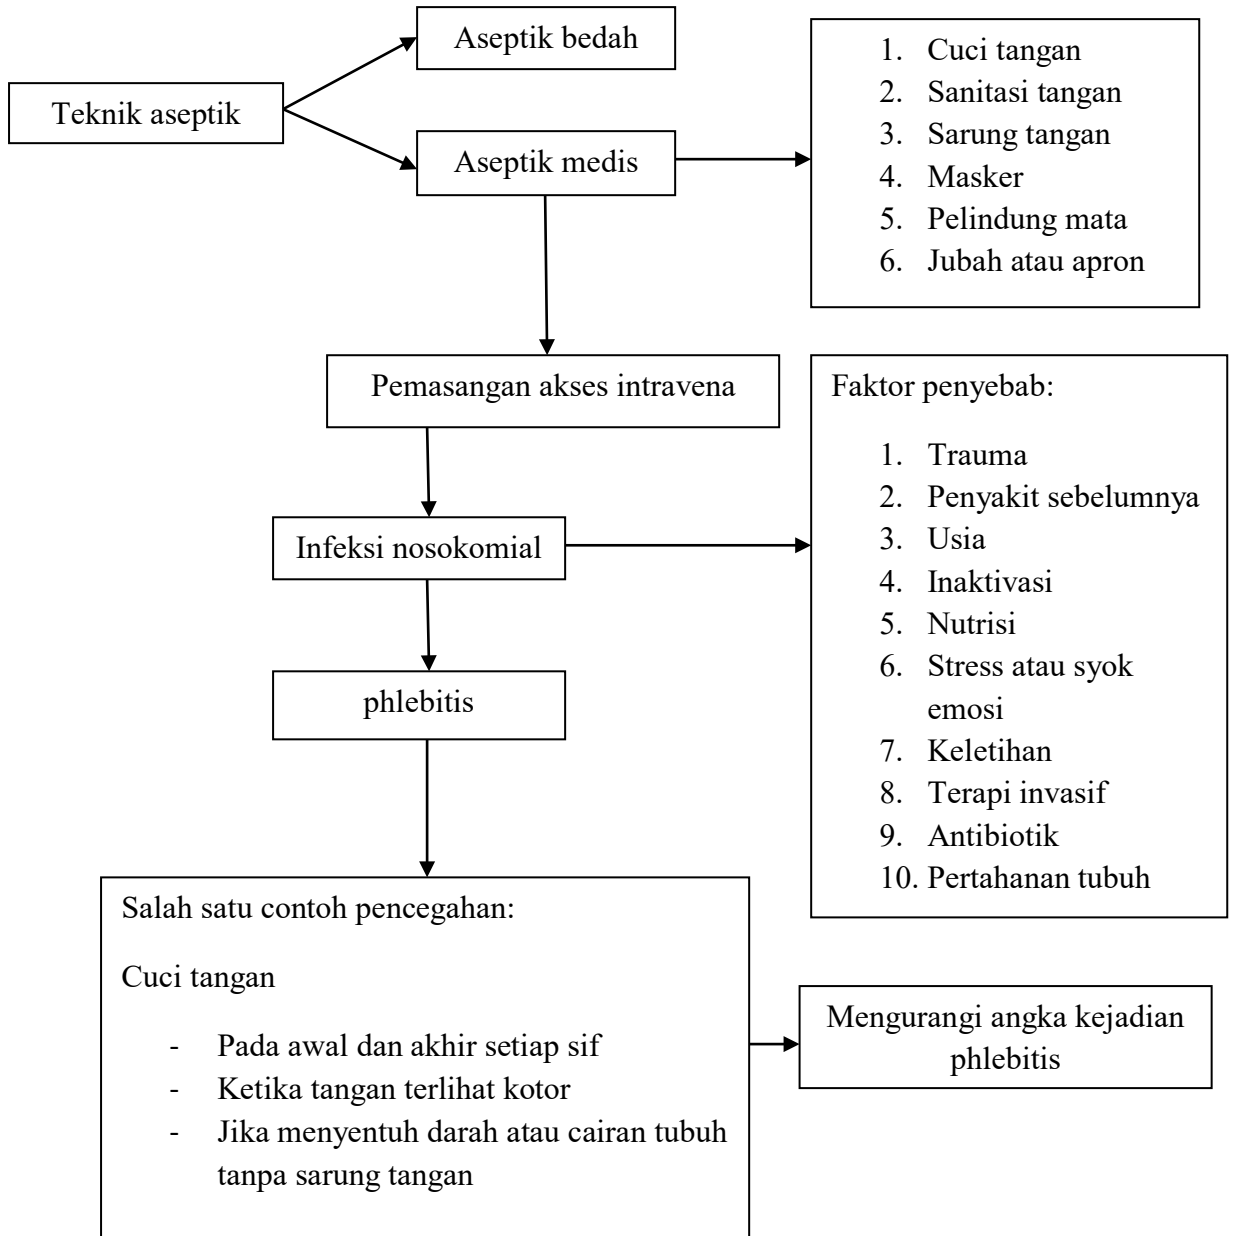 Aseptik bedah
Teknik aseptik
Aseptik medis
1. Cuci tangan
2. Sanitasi tangan
3. Sarung tangan
4. Masker
5. Pelindung mata
6. Jubah atau apron
Pemasangan akses intravena
Infeksi nosokomial
Faktor penyebab:
1. Trauma
2. Penyakit sebelumnya
3. Usia
4. Inaktivasi
5. Nutrisi
6. Stress atau syok
emosi
7. Keletihan
8. Terapi invasif
9. Antibiotik
10. Pertahanan tubuh
phlebitis
Salah satu contoh pencegahan:
Cuci tangan
- Pada awal dan akhir setiap sif
- Ketika tangan terlihat kotor
- Jika menyentuh darah atau cairan tubuh
tanpa sarung tangan
Mengurangi angka kejadian
phlebitis